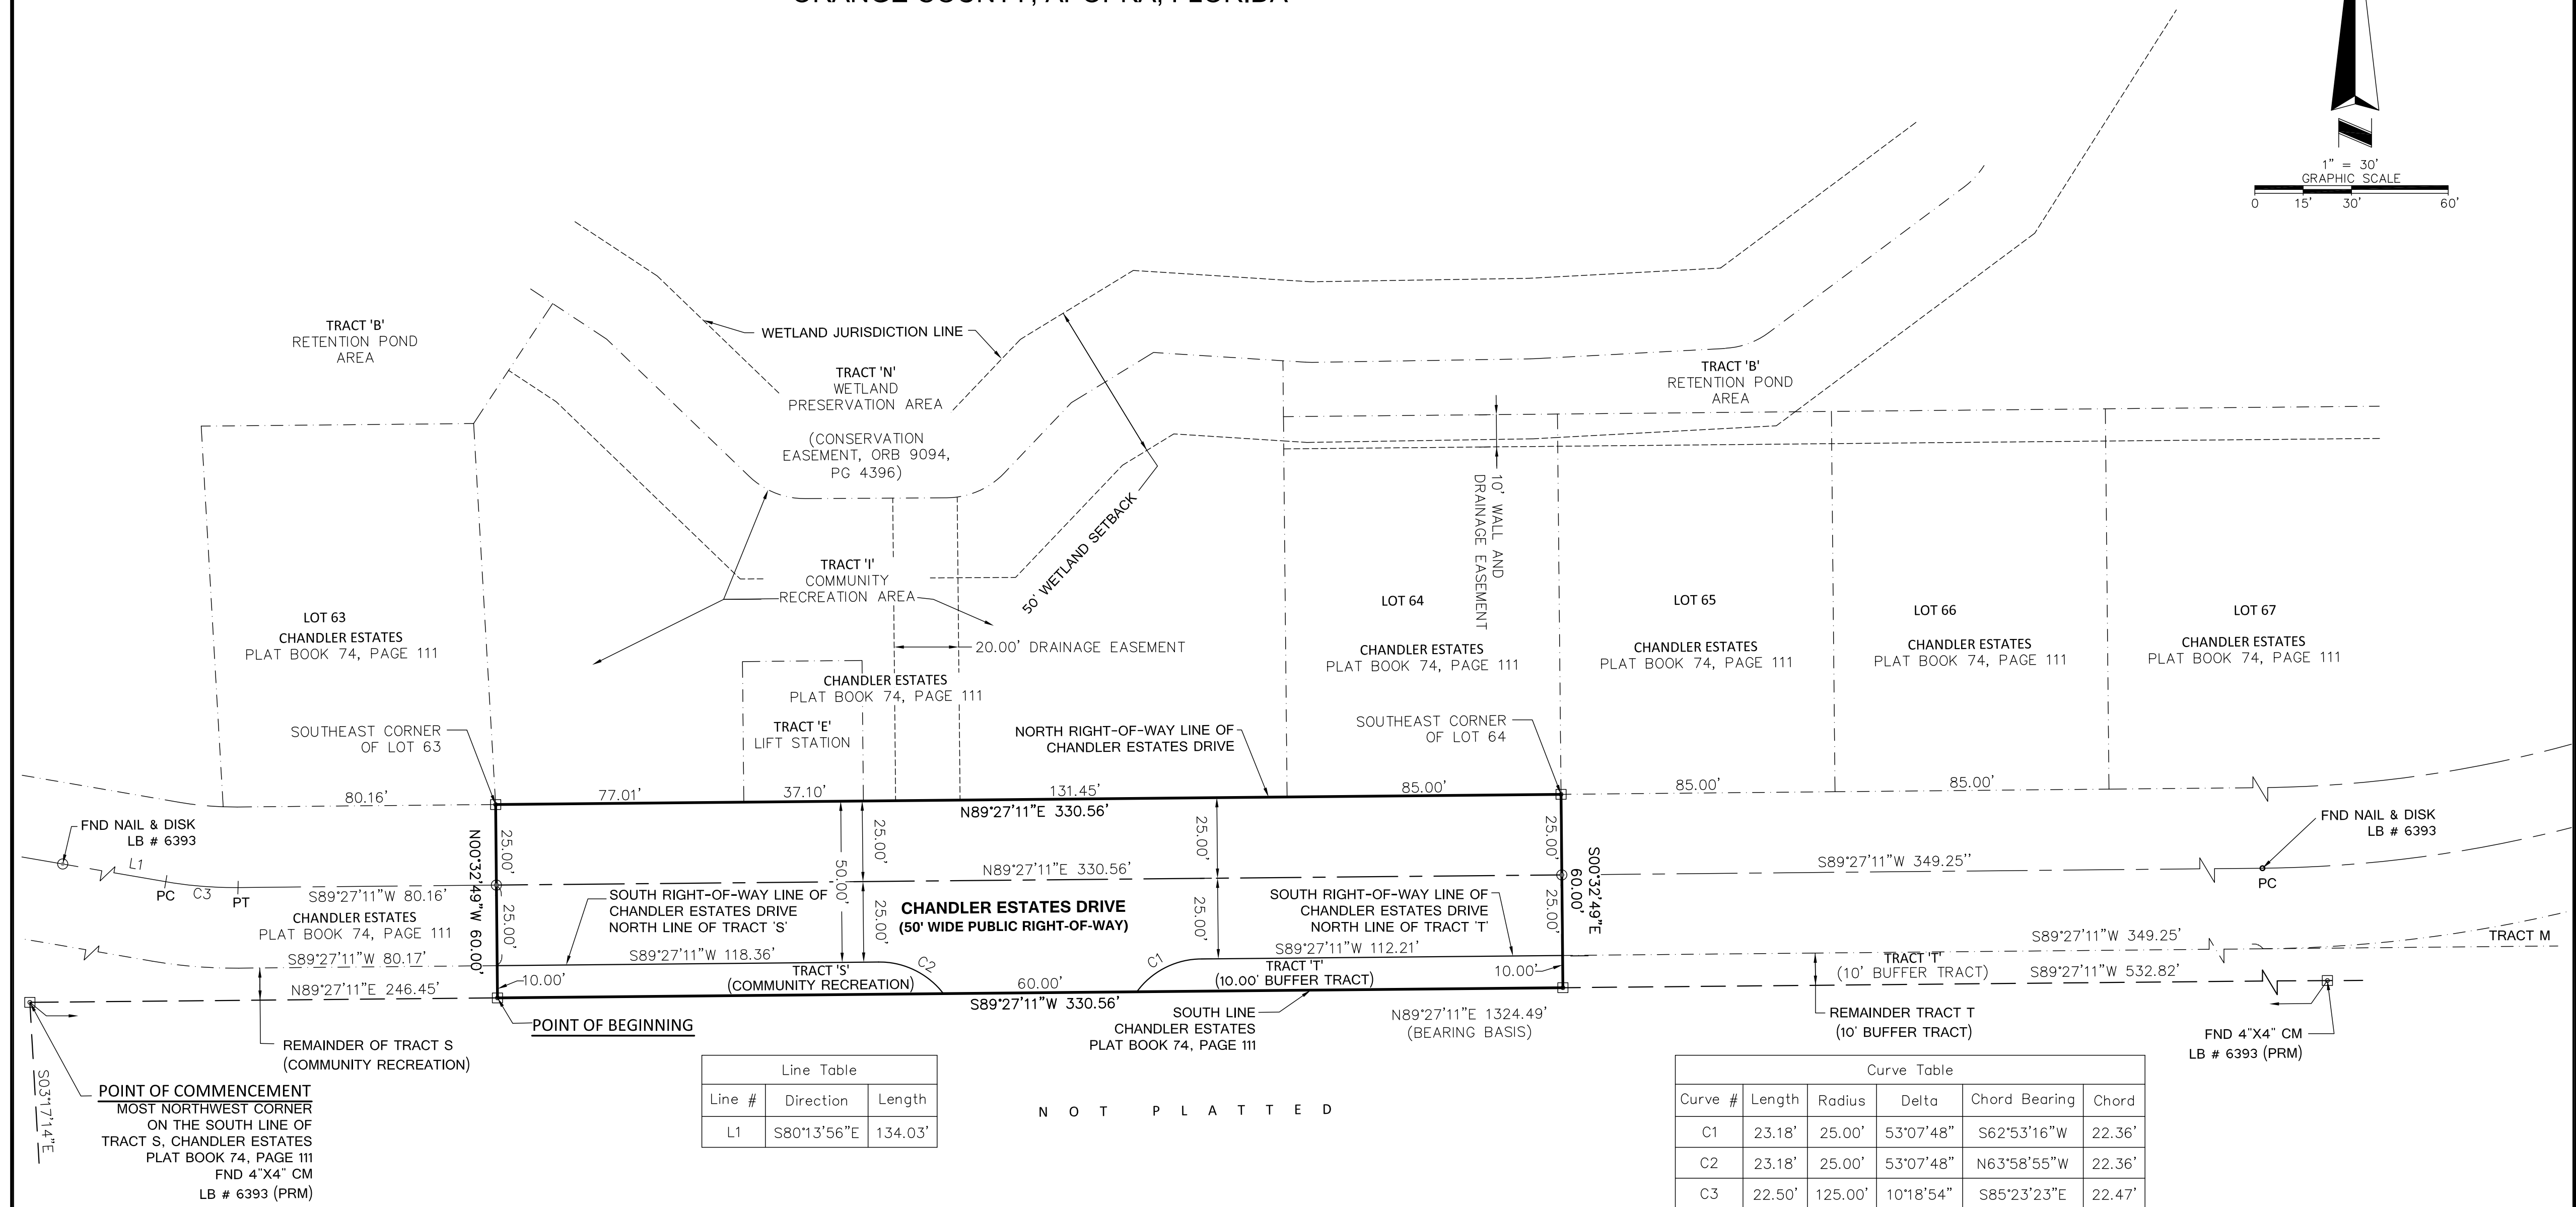 1" = 30'
GRAPHIC SCALE
0 15' 30' 60'
TRACT 'B'
RETENTION POND
AREA
WETLAND JURISDICTION LINE
TRACT 'N'
WETLAND
PRESERVATION AREA
(CONSERVATION
EASEMENT, ORB 9094,
PG 4396)
TRACT 'B'
RETENTION POND
AREA
50' WETLAND SETBACK
10' WALL AND
DRAINAGE EASEMENT
TRACT 'I'
COMMUNITY
RECREATION AREA
20.00' DRAINAGE EASEMENT
LOT 63
CHANDLER ESTATES
PLAT BOOK 74, PAGE 111
CHANDLER ESTATES
PLAT BOOK 74, PAGE 111
LOT 64
CHANDLER ESTATES
PLAT BOOK 74, PAGE 111
LOT 65
CHANDLER ESTATES
PLAT BOOK 74, PAGE 111
LOT 66
CHANDLER ESTATES
PLAT BOOK 74, PAGE 111
LOT 67
CHANDLER ESTATES
PLAT BOOK 74, PAGE 111
TRACT 'E'
LIFT STATION
SOUTHEAST CORNER
OF LOT 63
NORTH RIGHT-OF-WAY LINE OF
CHANDLER ESTATES DRIVE
SOUTHEAST CORNER
OF LOT 64
80.16'
77.01'
37.10'
131.45'
85.00'
85.00'
85.00'
N89°27'11"E 330.56'
FND NAIL & DISK
LB # 6393
L1
PC
C3
PT
S89°27'11"W 80.16'
N00°32'49"W 60.00'
25.00'
25.00'
50.00'
25.00'
25.00'
25.00'
25.00'
25.00'
25.00'
S00°32'49"E
60.00'
N89°27'11"E 330.56'
S89°27'11"W 349.25''
FND NAIL & DISK
LB # 6393
PC
CHANDLER ESTATES
PLAT BOOK 74, PAGE 111
SOUTH RIGHT-OF-WAY LINE OF
CHANDLER ESTATES DRIVE
NORTH LINE OF TRACT 'S'
CHANDLER ESTATES DRIVE
(50' WIDE PUBLIC RIGHT-OF-WAY)
SOUTH RIGHT-OF-WAY LINE OF
CHANDLER ESTATES DRIVE
NORTH LINE OF TRACT 'T'
S89°27'11"W 80.17'
S89°27'11"W 118.36'
C2
C1
S89°27'11"W 112.21'
S89°27'11"W 349.25'
TRACT M
N89°27'11"E 246.45'
10.00'
TRACT 'S'
(COMMUNITY RECREATION)
60.00'
TRACT 'T'
(10.00' BUFFER TRACT)
10.00'
TRACT 'T'
(10' BUFFER TRACT)
S89°27'11"W 532.82'
S89°27'11"W 330.56'
POINT OF BEGINNING
SOUTH LINE
CHANDLER ESTATES
PLAT BOOK 74, PAGE 111
N89°27'11"E 1324.49'
(BEARING BASIS)
REMAINDER TRACT T
(10' BUFFER TRACT)
FND 4"X4" CM
LB # 6393 (PRM)
REMAINDER OF TRACT S
(COMMUNITY RECREATION)
S03°17'14"E
POINT OF COMMENCEMENT
MOST NORTHWEST CORNER
ON THE SOUTH LINE OF
TRACT S, CHANDLER ESTATES
PLAT BOOK 74, PAGE 111
FND 4"X4" CM
LB # 6393 (PRM)
Line Table
Line # Direction Length
L1 S80°13'56"E 134.03'
N O T P L A T T E D
Curve Table
Curve # Length Radius Delta Chord Bearing Chord
C1 23.18' 25.00' 53°07'48" S62°53'16"W 22.36'
C2 23.18' 25.00' 53°07'48" N63°58'55"W 22.36'
C3 22.50' 125.00' 10°18'54" S85°23'23"E 22.47'